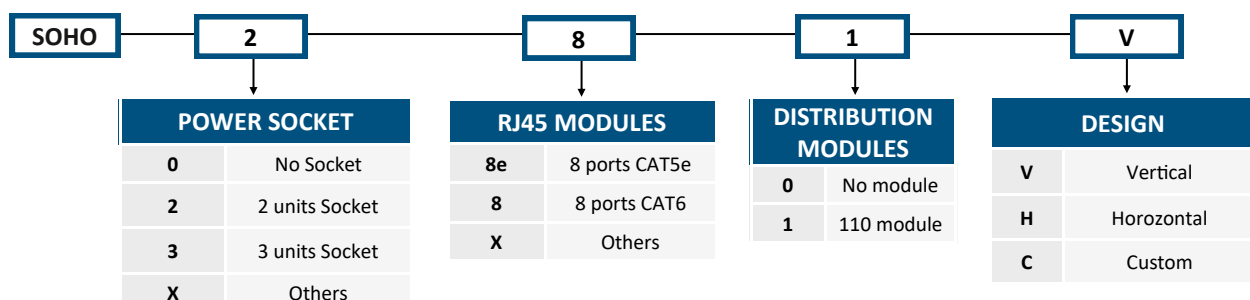 SOHO 2 8 1 V
POWER SOCKET
0 No Socket
2 2 units Socket
3 3 units Socket
X Others
RJ45 MODULES
8e 8 ports CAT5e
8 8 ports CAT6
X Others
DISTRIBUTION
MODULES
0 No module
1 110 module
DESIGN
V Vertical
H Horozontal
C Custom